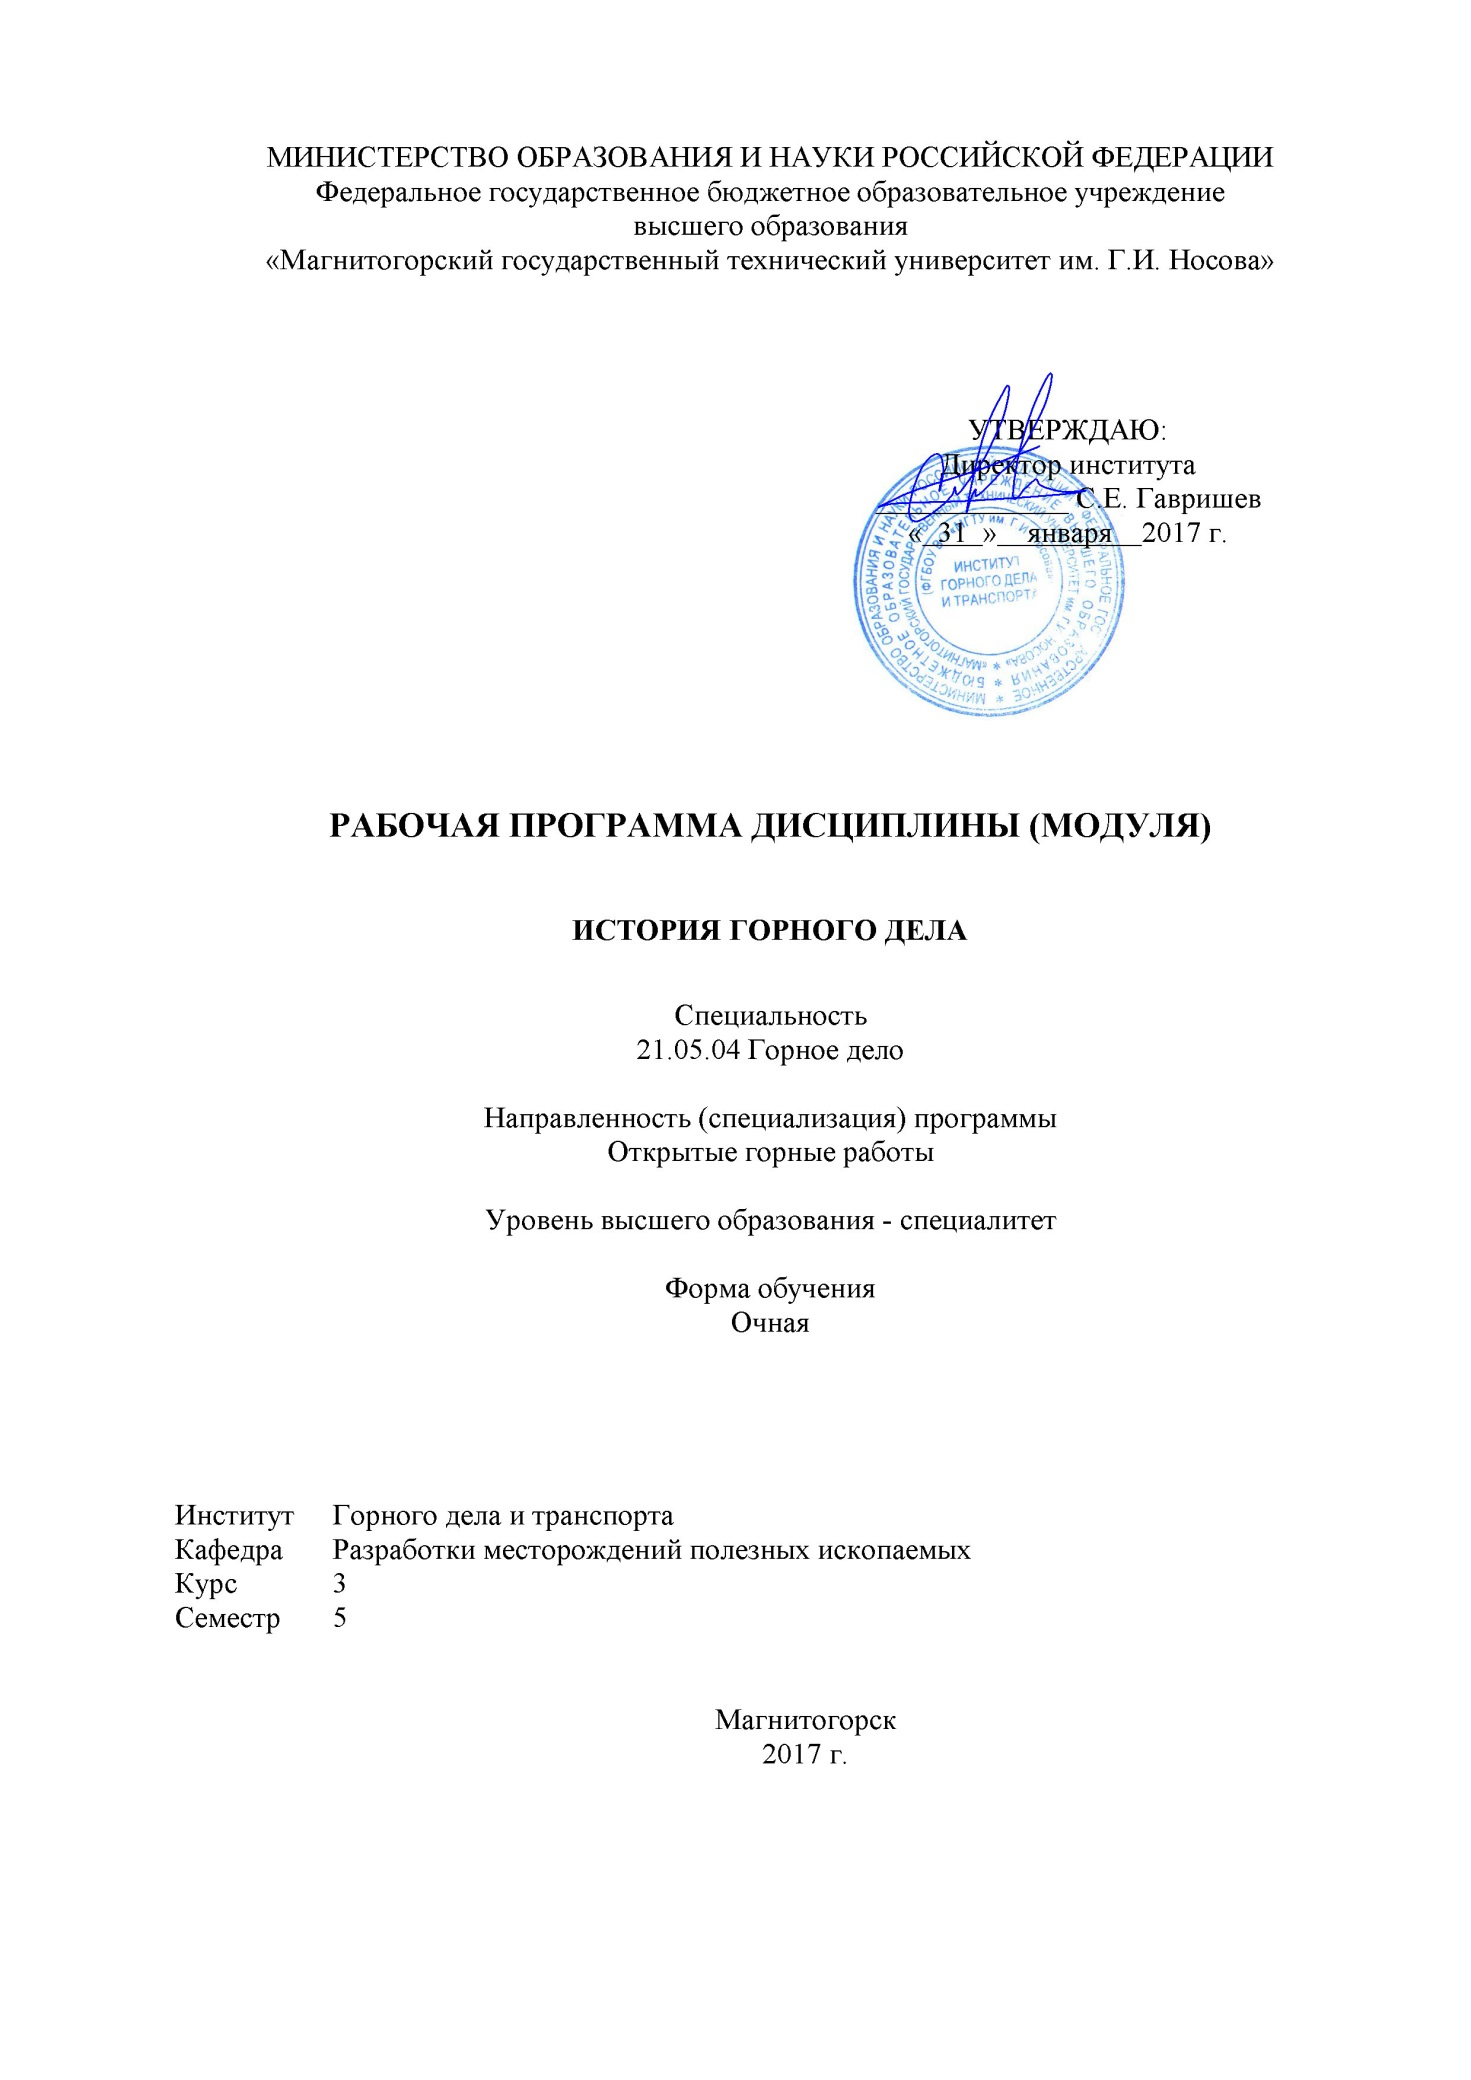 МИНИСТЕРСТВО ОБРАЗОВАНИЯ И НАУКИ РОССИЙСКОЙ ФЕДЕРАЦИИ
Федеральное государственное бюджетное образовательное учреждение
высшего образования
«Магнитогорский государственный технический университет им. Г.И. Носова»
УТВЕРЖДАЮ:
Директор института
С.Е. Гавришев
«__31_»__января__2017 г.
ИНСТИТУТ
ГОРНОГО ДЕЛА
И ТРАНСПОРТА
РАБОЧАЯ ПРОГРАММА ДИСЦИПЛИНЫ (МОДУЛЯ)
ИСТОРИЯ ГОРНОГО ДЕЛА
Специальность
21.05.04 Горное дело
Направленность (специализация) программы
Открытые горные работы
Уровень высшего образования - специалитет
Форма обучения
Очная
Институт Горного дела и транспорта
Кафедра Разработки месторождений полезных ископаемых
Курс 3
Семестр 5
Магнитогорск
2017 г.